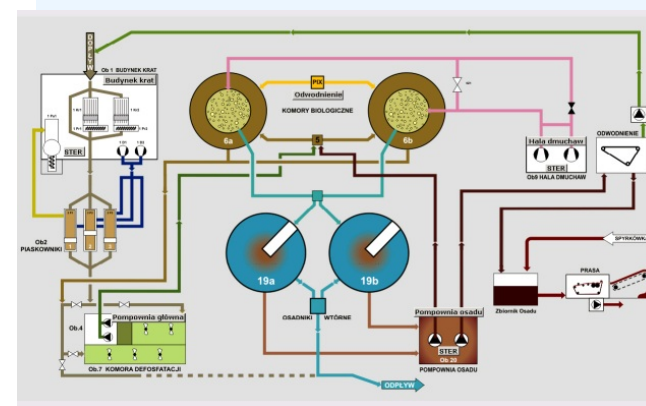 DOPŁYW
Ob 1 BUDYNEK KRAT
Budynek krat
STER
Ob2
PIASKOWNIKI
PIX
Odwrodnienie
KOMORY BIOLOGICZNE
6a
6b
S
Hala dmuchaw
STER
Ob9 HALA DMUCHAW
ODWODNIENIE
19a
19b
OSADNIKI
WTÓRNE
Pompownia osadu
STER
Ob 20
POMPOWNIA OSADU
SPYRKÓWKA
PRASA
Zbiornik Osadu
Pompownia główna
Ob.4
Ob.7 KOMORA DEFOSFATACJI
ODPŁYW